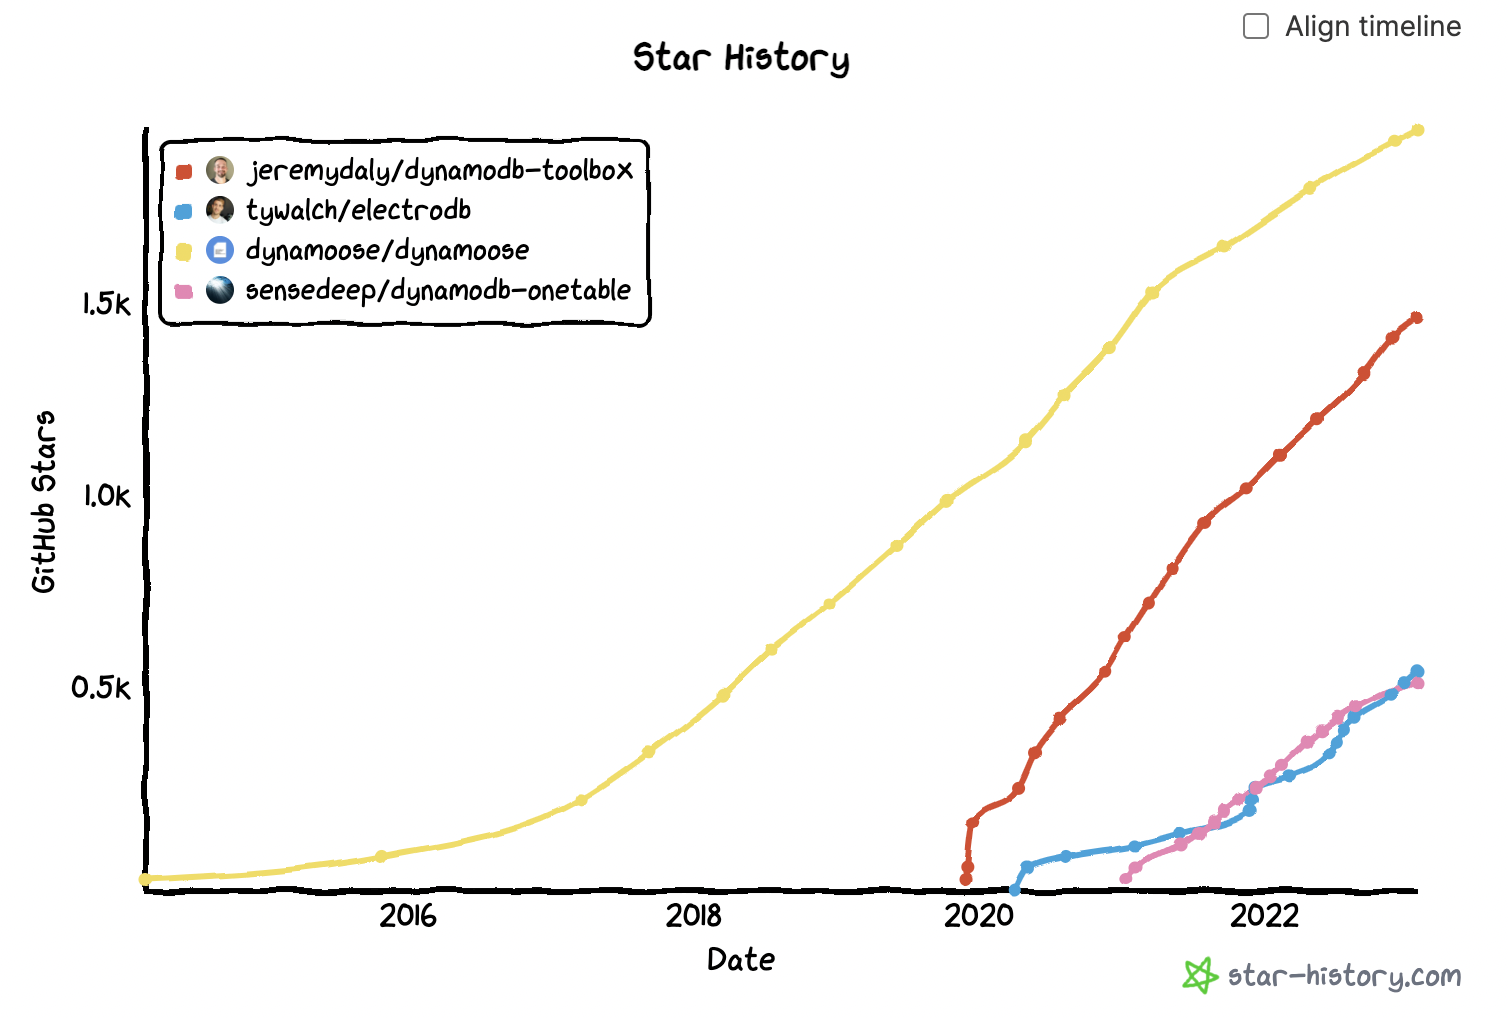 Align timeline
Star History
jeremydaly/dynamodb-toolbox
tywalch/electrodb
dynamoose/dynamoose
sensedeep/dynamodb-onetable
1.5K
1.0K
0.5K
GitHub Stars
2016 2018 2020 2022
Date
star-history.com